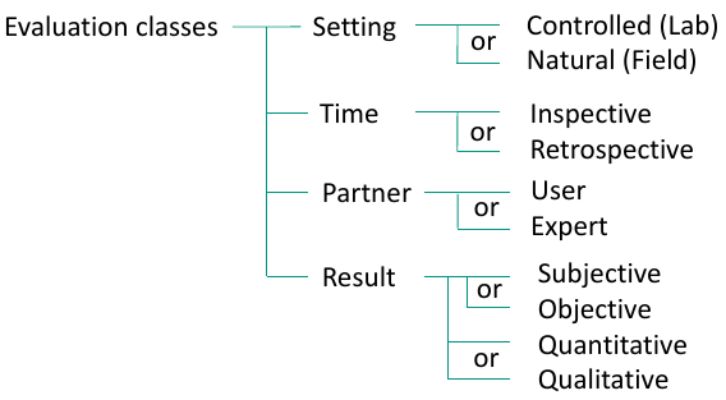 Evaluation classes
Setting
or
Controlled (Lab)
Natural (Field)
Time
or
Inspective
Retrospective
Partner
or
User
Expert
Result
or
Subjective
Objective
or
Quantitative
Qualitative